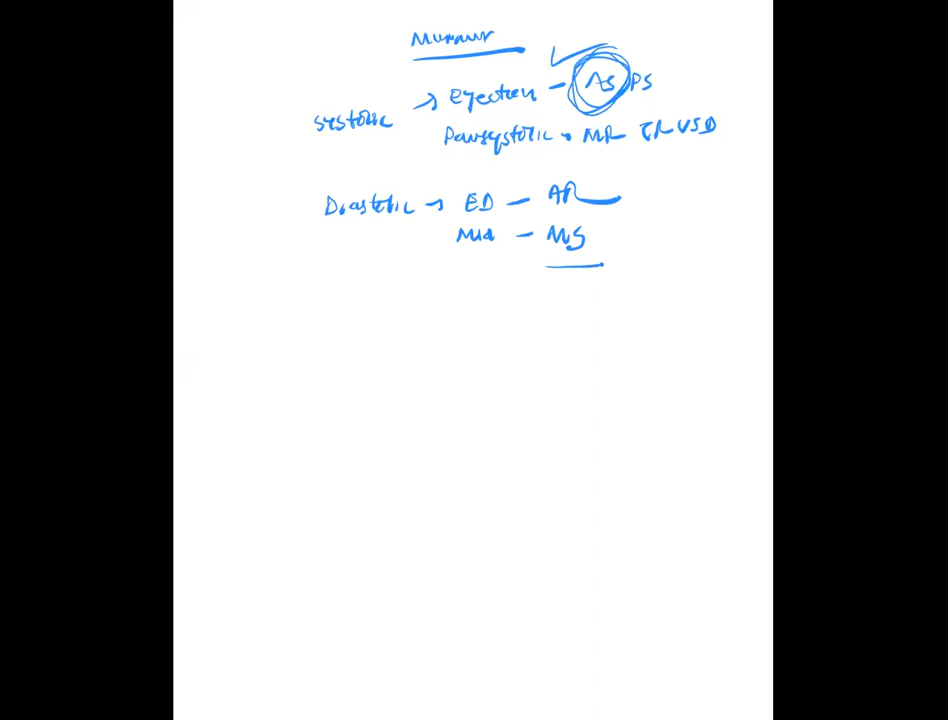 Murmur
Systolic → Ejection - AS PS
Pansystolic - MR TR VSD
Diastolic → ED - AR
Mid - MS